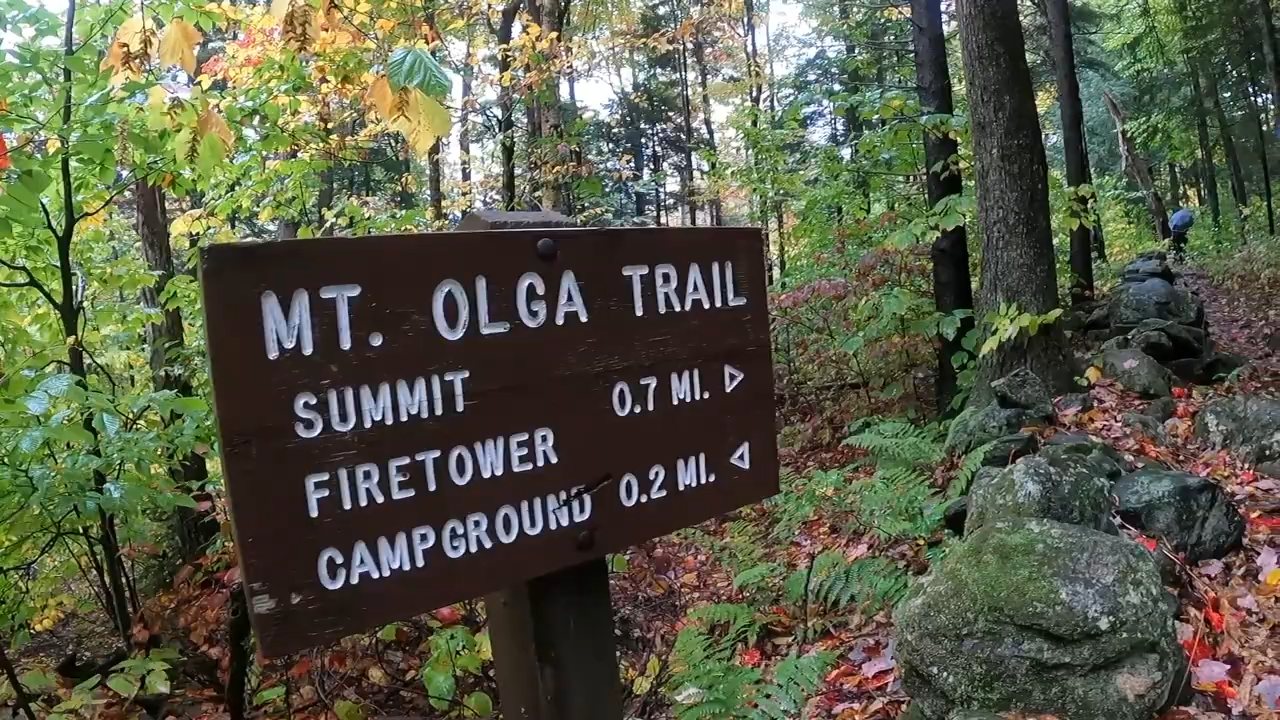 MT. OLGA TRAIL
SUMMIT 0.7 MI. ▷
FIRETOWER
CAMPGROUND 0.2 MI. ◁